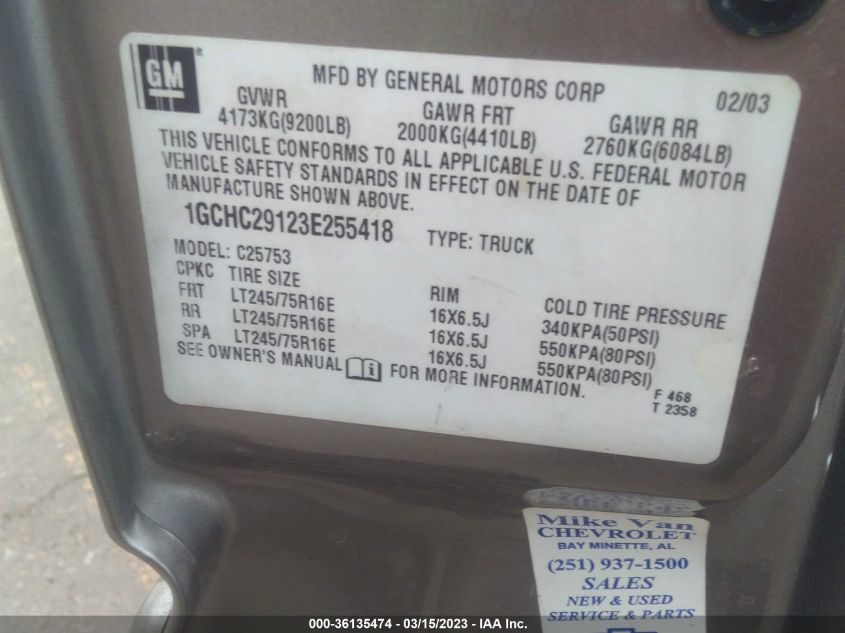 GM
®
MFD BY GENERAL MOTORS CORP
02/03
GVWR
4173KG(9200LB)
GAWR FRT
2000KG(4410LB)
GAWR RR
2760KG(6084LB)
THIS VEHICLE CONFORMS TO ALL APPLICABLE U.S. FEDERAL MOTOR
VEHICLE SAFETY STANDARDS IN EFFECT ON THE DATE OF
MANUFACTURE SHOWN ABOVE.
1GCHC29123E255418 TYPE: TRUCK
MODEL: C25753
CPKC TIRE SIZE RIM COLD TIRE PRESSURE
FRT LT245/75R16E 16X6.5J 340KPA(50PSI)
RR LT245/75R16E 16X6.5J 550KPA(80PSI)
SPA LT245/75R16E 16X6.5J 550KPA(80PSI)
SEE OWNER'S MANUAL i FOR MORE INFORMATION.
F 468
T 2358
Mike Van
CHEVROLET
BAY MINETTE, AL
(251) 937-1500
SALES
NEW & USED
SERVICE & PARTS
000-36135474 - 03/15/2023 - IAA Inc.